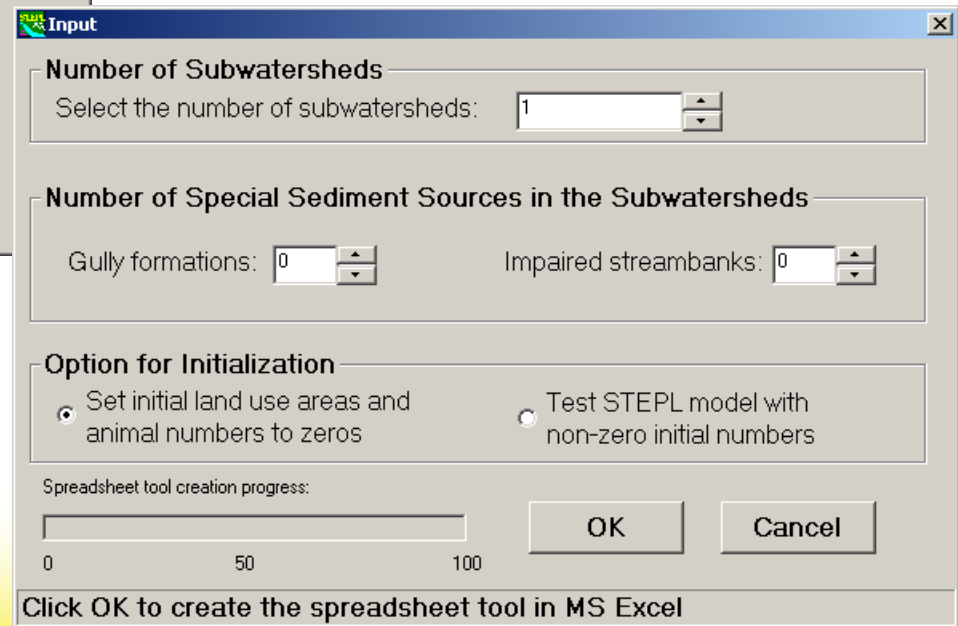 Input
Number of Subwatersheds
Select the number of subwatersheds: 1
Number of Special Sediment Sources in the Subwatersheds
Gully formations: 0 Impaired streambanks: 0
Option for Initialization
Set initial land use areas and
animal numbers to zeros
Test STEPL model with
non-zero initial numbers
Spreadsheet tool creation progress:
0 50 100
OK Cancel
Click OK to create the spreadsheet tool in MS Excel